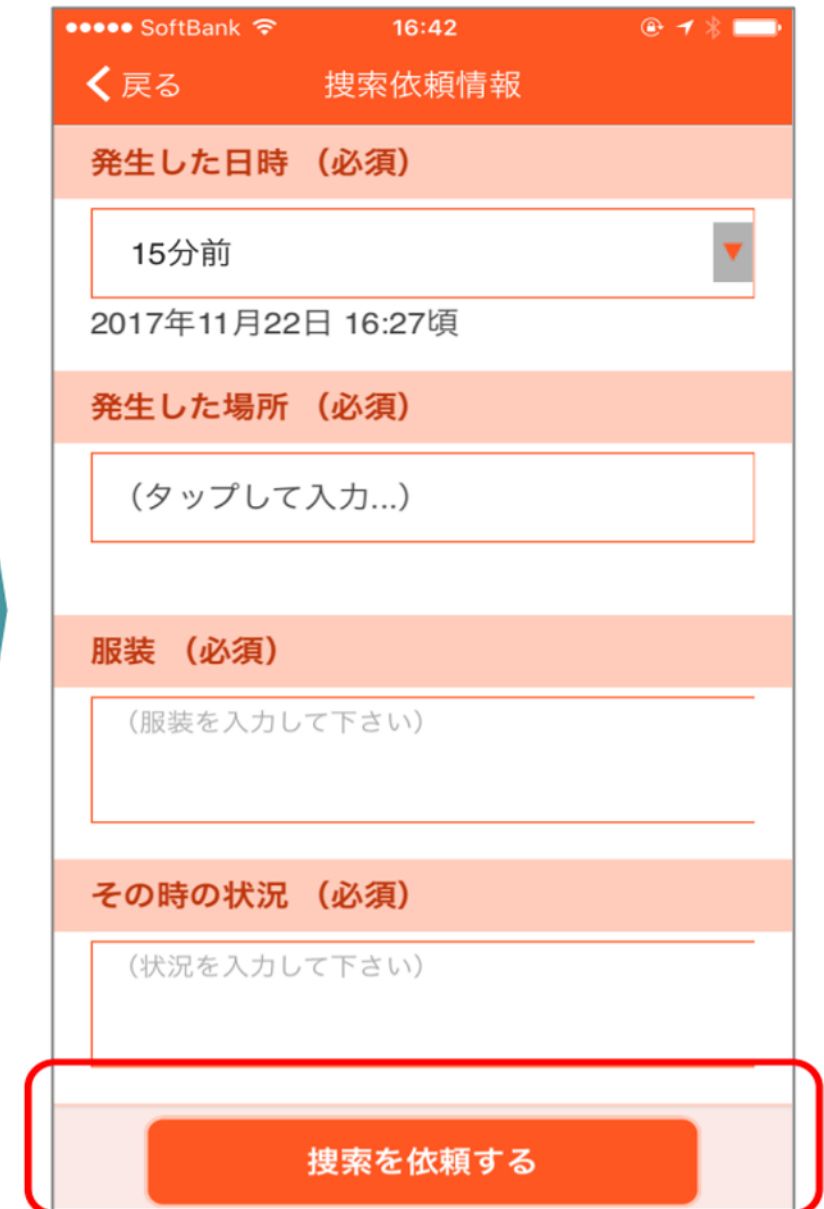 SoftBank 16:42
戻る 捜索依頼情報
発生した日時 （必須）
15分前
2017年11月22日 16:27頃
発生した場所 （必須）
（タップして入力...）
服装 （必須）
（服装を入力して下さい）
その時の状況 （必須）
（状況を入力して下さい）
捜索を依頼する